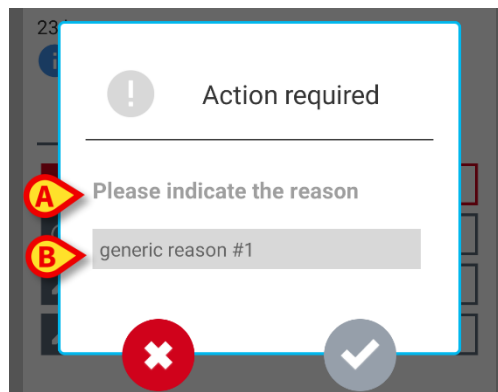 23
i
!
Action required
A
Please indicate the reason
B
generic reason #1